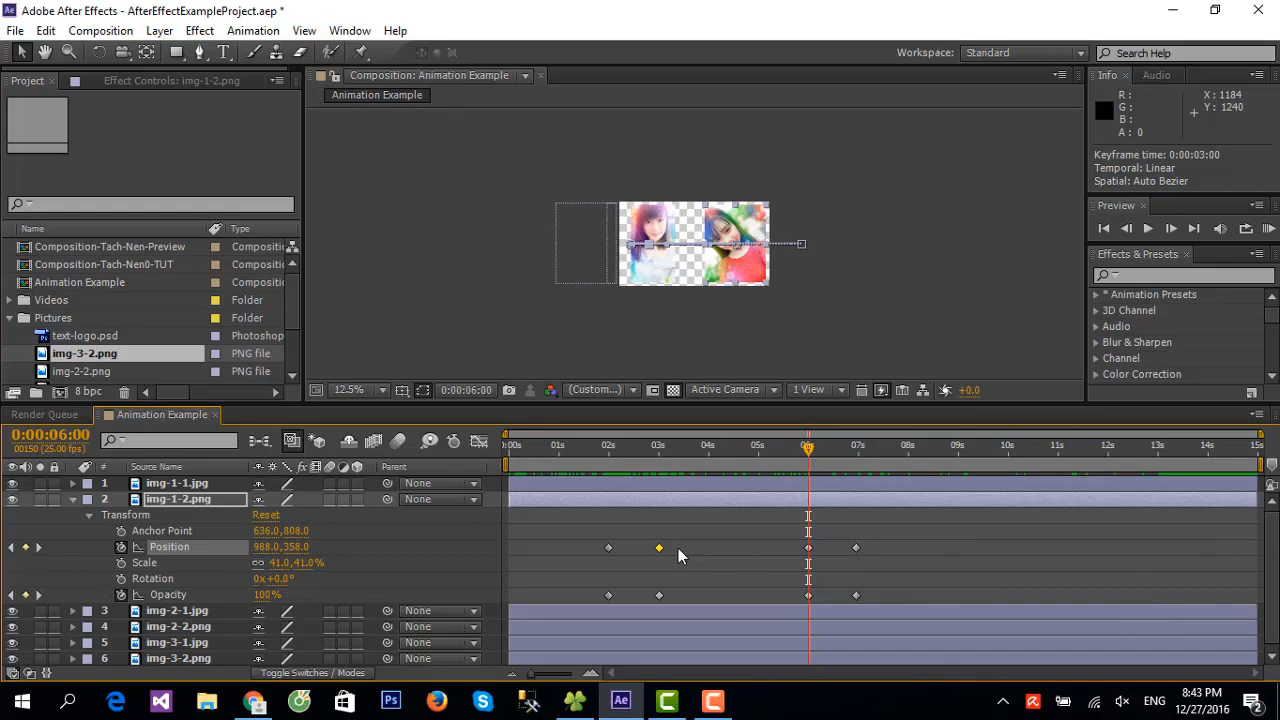 Adobe After Effects - AfterEffectExampleProject.aep *
File Edit Composition Layer Effect Animation View Window Help
Workspace: Standard Search Help
Project Effect Controls: img-1-2.png
Composition: Animation Example
Animation Example
Info Audio
R :
G :
B :
A : 0
X : 1184
Y : 1240
Keyframe time: 0:00:03:00
Temporal: Linear
Spatial: Auto Bezier
Preview
Effects & Presets
* Animation Presets
3D Channel
Audio
Blur & Sharpen
Channel
Color Correction
Name Type
Composition-Tach-Nen-Preview Compositi
Composition-Tach-Nen0-TUT Compositi
Animation Example Compositi
Videos Folder
Pictures Folder
text-logo.psd Photoshop
img-3-2.png PNG file
img-2-2.png PNG file
8 bpc
12.5% 0:00:06:00 (Custom...) Active Camera 1 View +0.0
Render Queue Animation Example
0:00:06:00
00150 (25.00 fps)
:00s 01s 02s 03s 04s 05s 07s 08s 09s 10s 11s 12s 13s 14s 15s
# Source Name fx Parent
1 img-1-1.jpg None
2 img-1-2.png None
Transform Reset
Anchor Point 636.0,808.0
Position 988.0,358.0
Scale 41.0,41.0%
Rotation 0x+0.0°
Opacity 100%
3 img-2-1.jpg None
4 img-2-2.png None
5 img-3-1.jpg None
6 img-3-2.png None
Toggle Switches / Modes
ENG
8:43 PM
12/27/2016
2